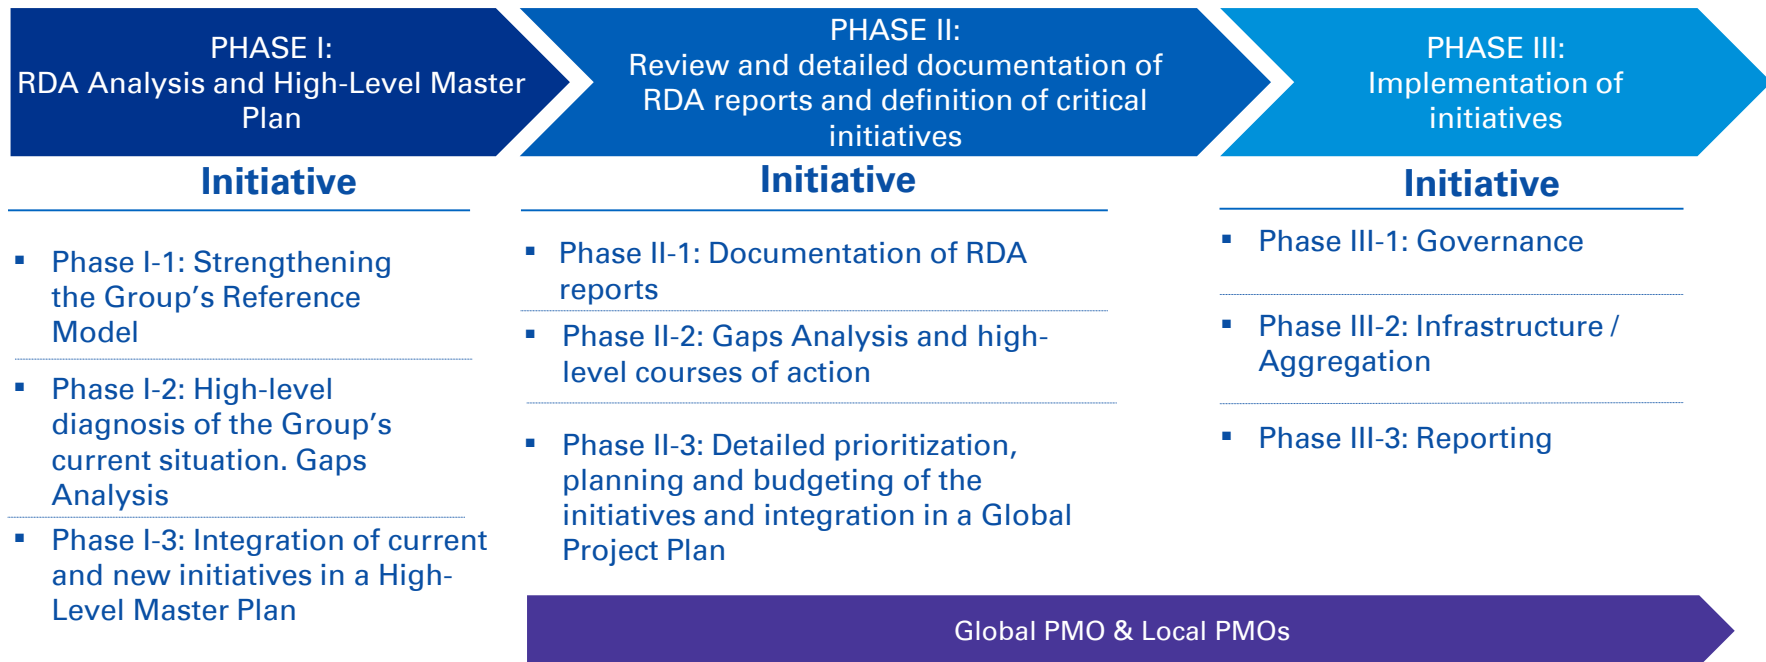 PHASE I:
RDA Analysis and High-Level Master
Plan
PHASE II:
Review and detailed documentation of
RDA reports and definition of critical
initiatives
PHASE III:
Implementation of
initiatives
Initiative
▪ Phase I-1: Strengthening
the Group’s Reference
Model
▪ Phase I-2: High-level
diagnosis of the Group’s
current situation. Gaps
Analysis
▪ Phase I-3: Integration of current
and new initiatives in a High-
Level Master Plan
Initiative
▪ Phase II-1: Documentation of RDA
reports
▪ Phase II-2: Gaps Analysis and high-
level courses of action
▪ Phase II-3: Detailed prioritization,
planning and budgeting of the
initiatives and integration in a Global
Project Plan
Initiative
▪ Phase III-1: Governance
▪ Phase III-2: Infrastructure /
Aggregation
▪ Phase III-3: Reporting
Global PMO & Local PMOs